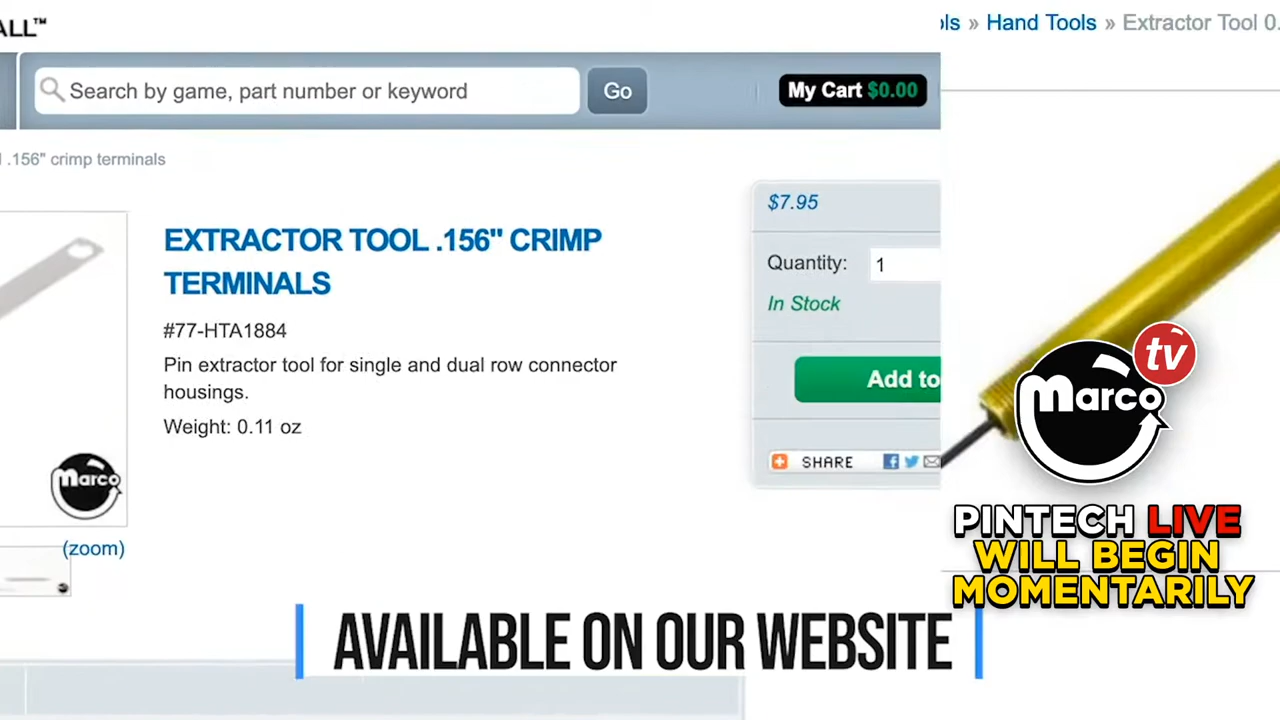 ALL™
Search by game, part number or keyword
Go
My Cart $0.00
.156" crimp terminals
EXTRACTOR TOOL .156" CRIMP
TERMINALS
#77-HTA1884
Pin extractor tool for single and dual row connector
housings.
Weight: 0.11 oz
marco
(zoom)
$7.95
Quantity: 1
In Stock
Add to
SHARE
ols » Hand Tools » Extractor Tool 0.
marco tv
PINTECH LIVE
WILL BEGIN
MOMENTARILY
AVAILABLE ON OUR WEBSITE